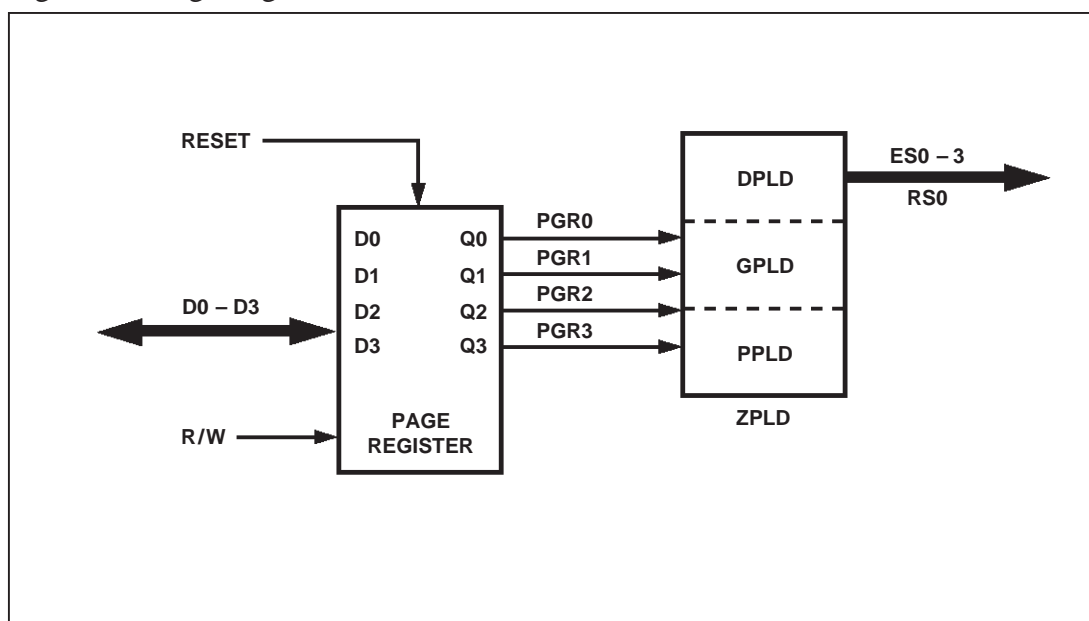 RESET
D0 – D3
R/W
D0 Q0
D1 Q1
D2 Q2
D3 Q3
PAGE
REGISTER
PGR0
PGR1
PGR2
PGR3
DPLD
GPLD
PPLD
ZPLD
ES0 – 3
RS0